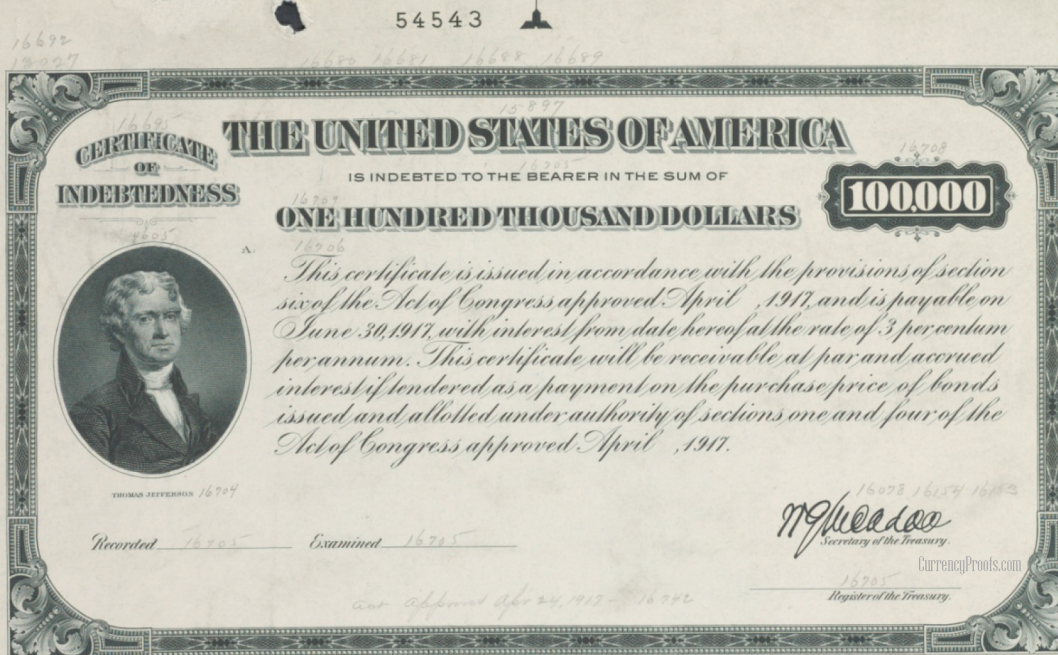 54543
16692
13027
16680 16681 16688 16689
15897
16695
CERTIFICATE
OF
INDEBTEDNESS
THE UNITED STATES OF AMERICA
16705
16708
IS INDEBTED TO THE BEARER IN THE SUM OF
100,000
16707
ONE HUNDRED THOUSAND DOLLARS
A.
16706
This certificate is issued in accordance with the provisions of section
six of the Act of Congress approved April , 1917, and is payable on
June 30, 1917, with interest from date hereof at the rate of 3 per centum
per annum. This certificate will be receivable at par and accrued
interest if tendered as a payment on the purchase price of bonds
issued and allotted under authority of sections one and four of the
Act of Congress approved April , 1917.
THOMAS JEFFERSON 16704
16078 16154 16153
W G McAdoo
Secretary of the Treasury.
Recorded 16705 Examined 16705
CurrencyProofs.com
16705
Register of the Treasury.
Act Approved Apr 24, 1917 - 16742